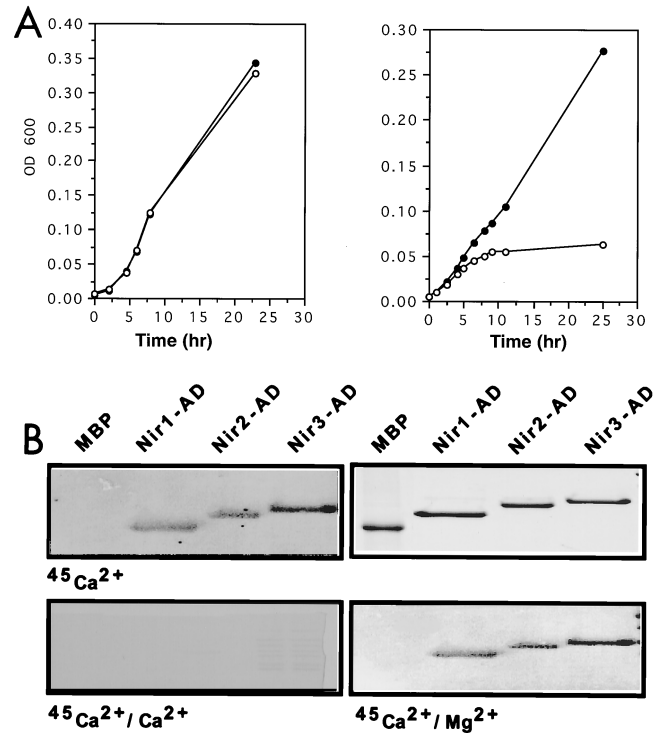 A
0.40
0.35
0.30
0.25
0.20
0.15
0.10
0.05
0.00
OD 600
0 5 10 15 20 25 30
Time (hr)
0.30
0.25
0.20
0.15
0.10
0.05
0.00
0 5 10 15 20 25 30
Time (hr)
B
MBP
Nir1-AD
Nir2-AD
Nir3-AD
MBP
Nir1-AD
Nir2-AD
Nir3-AD
45Ca2+
45Ca2+/Ca2+
45Ca2+/Mg2+